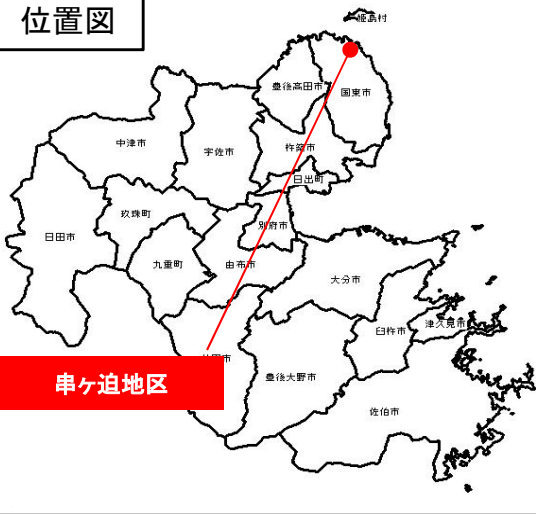 位置図
姫島村
豊後高田市
国東市
中津市
宇佐市
杵築市
日出町
玖珠町
別府市
日田市
九重町
由布市
大分市
臼杵市
津久見市
串ヶ迫地区
豊後大野市
佐伯市